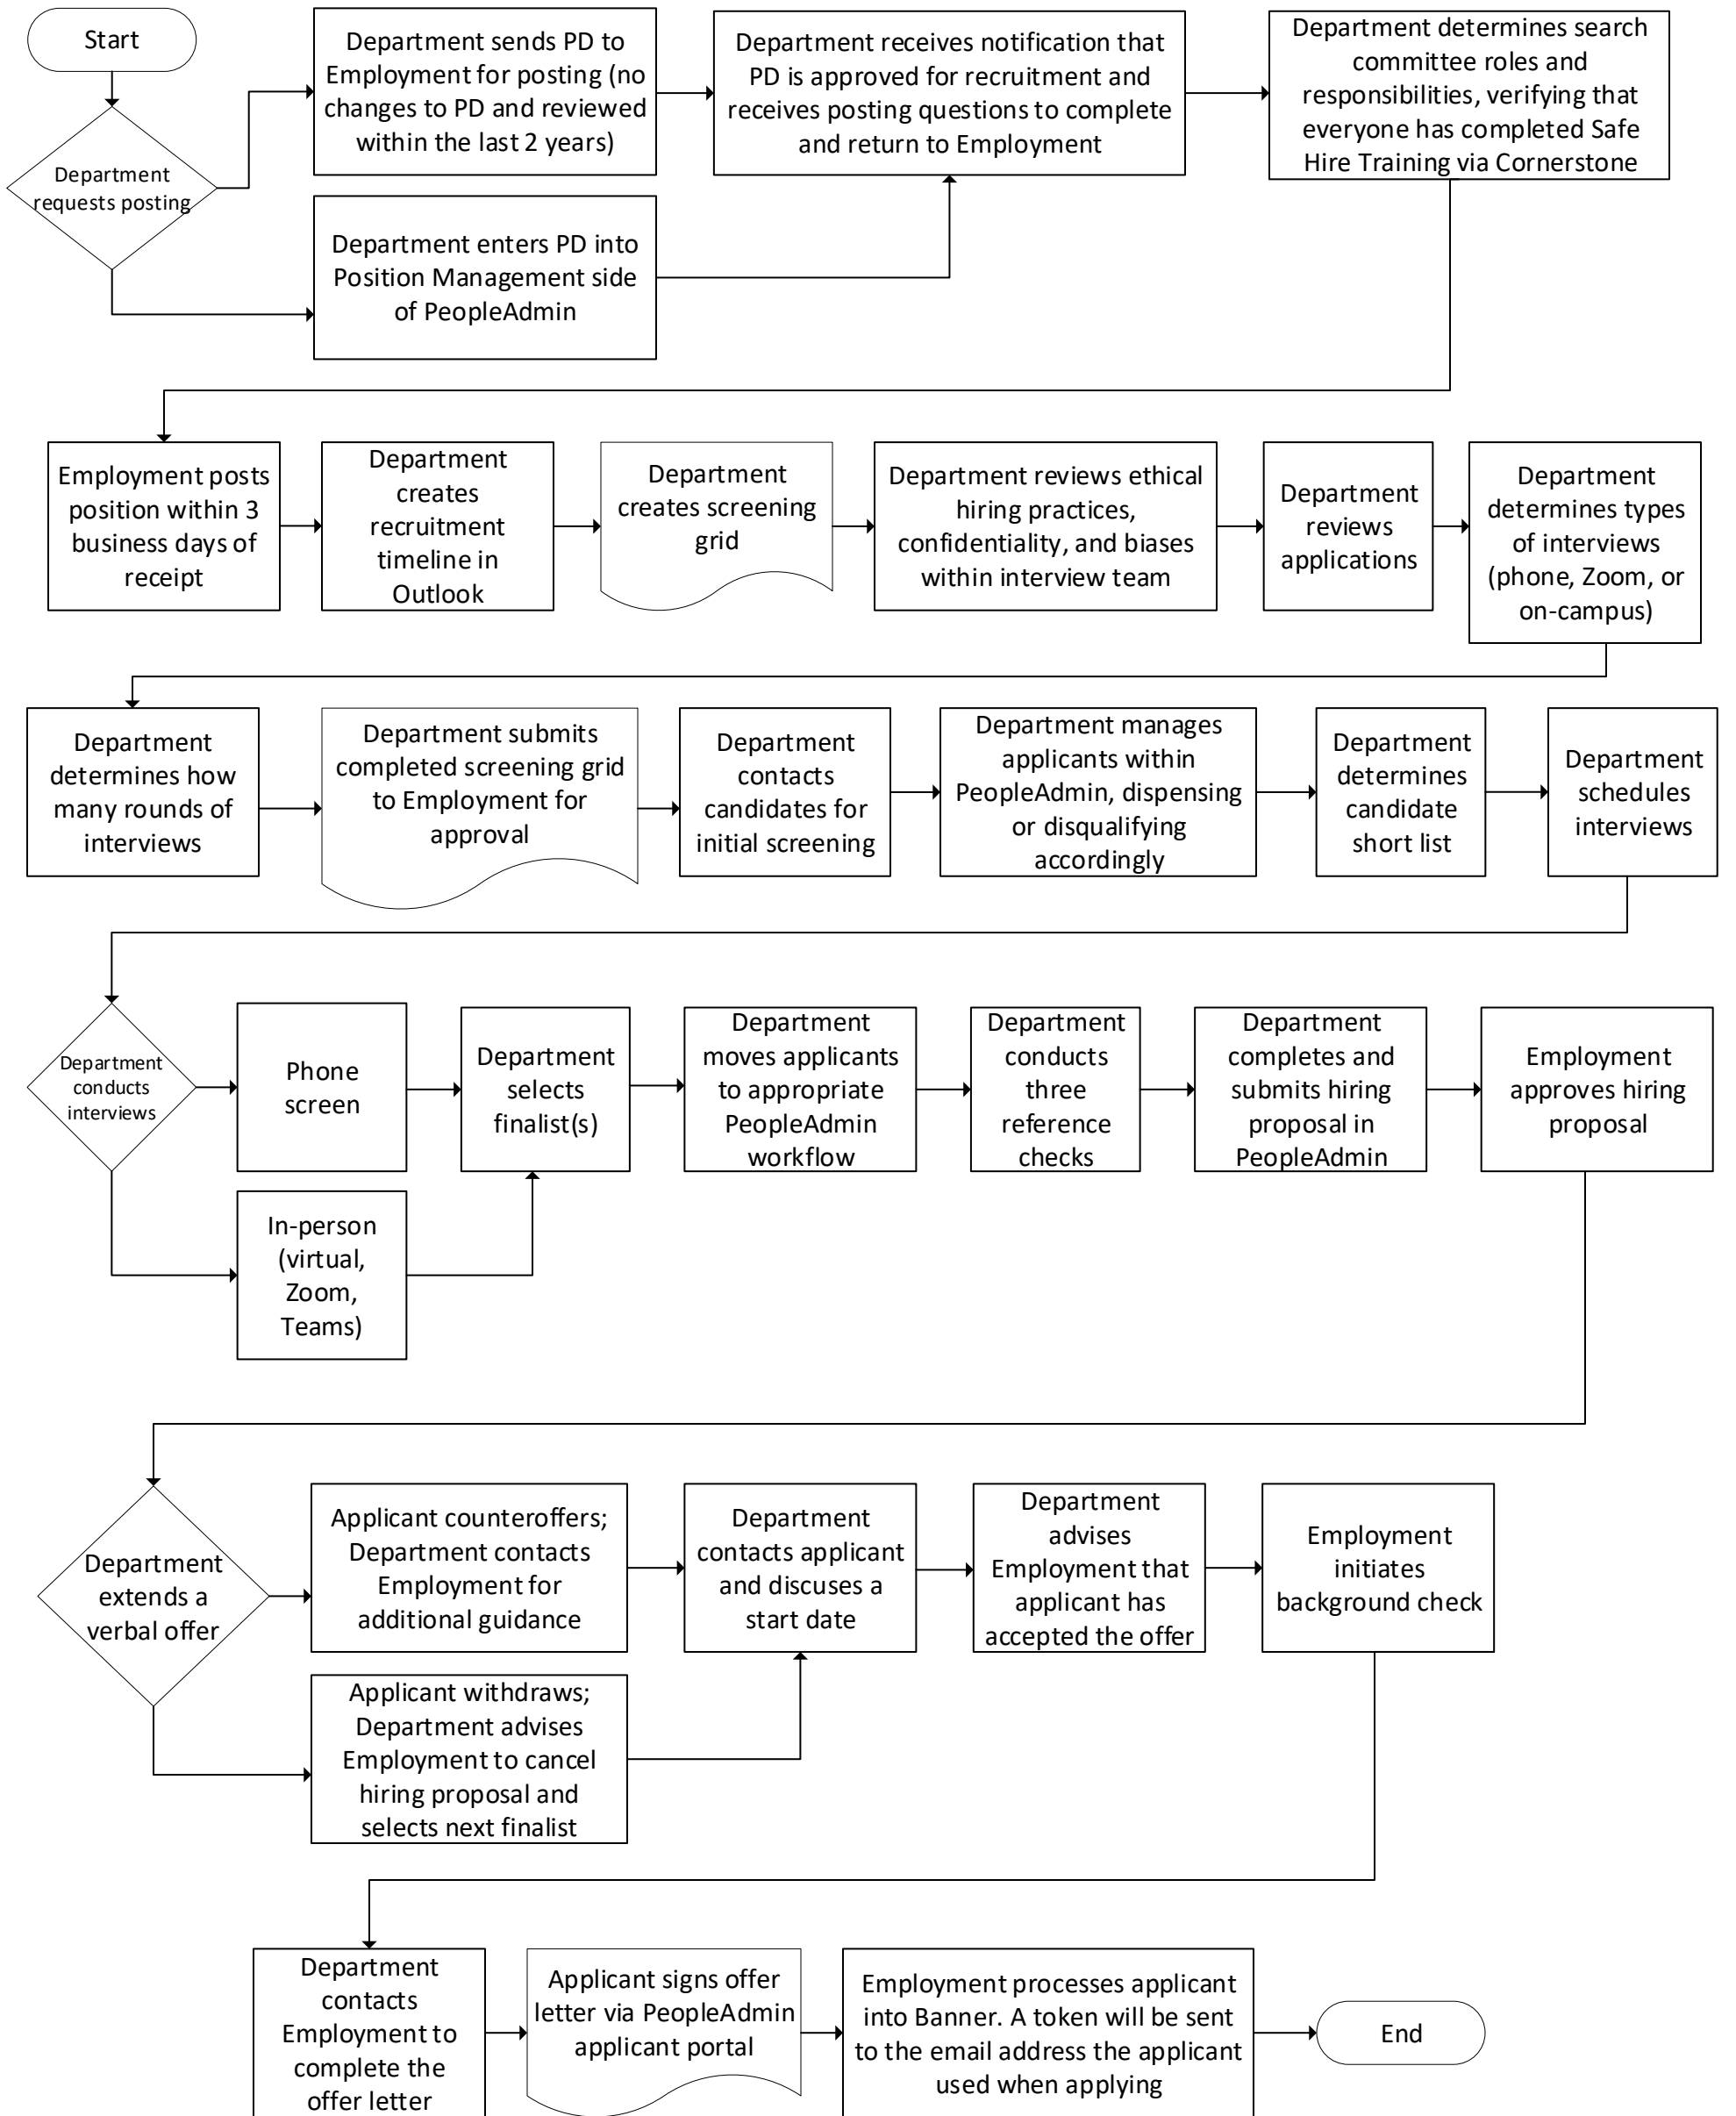 Start
Department
requests posting
Department sends PD to
Employment for posting (no
changes to PD and reviewed
within the last 2 years)
Department receives notification that
PD is approved for recruitment and
receives posting questions to complete
and return to Employment
Department determines search
committee roles and
responsibilities, verifying that
everyone has completed Safe
Hire Training via Cornerstone
Department enters PD into
Position Management side
of PeopleAdmin
Employment posts
position within 3
business days of
receipt
Department
creates
recruitment
timeline in
Outlook
Department
creates screening
grid
Department reviews ethical
hiring practices,
confidentiality, and biases
within interview team
Department
reviews
applications
Department
determines types
of interviews
(phone, Zoom, or
on-campus)
Department
determines how
many rounds of
interviews
Department submits
completed screening grid
to Employment for
approval
Department
contacts
candidates for
initial screening
Department manages
applicants within
PeopleAdmin, dispensing
or disqualifying
accordingly
Department
determines
candidate
short list
Department
schedules
interviews
Department
conducts
interviews
Phone
screen
Department
selects
finalist(s)
Department
moves applicants
to appropriate
PeopleAdmin
workflow
Department
conducts
three
reference
checks
Department
completes and
submits hiring
proposal in
PeopleAdmin
Employment
approves hiring
proposal
In-person
(virtual,
Zoom,
Teams)
Department
extends a
verbal offer
Applicant counteroffers;
Department contacts
Employment for
additional guidance
Department
contacts applicant
and discuses a
start date
Department
advises
Employment that
applicant has
accepted the offer
Employment
initiates
background check
Applicant withdraws;
Department advises
Employment to cancel
hiring proposal and
selects next finalist
Department
contacts
Employment to
complete the
offer letter
Applicant signs offer
letter via PeopleAdmin
applicant portal
Employment processes applicant
into Banner. A token will be sent
to the email address the applicant
used when applying
End